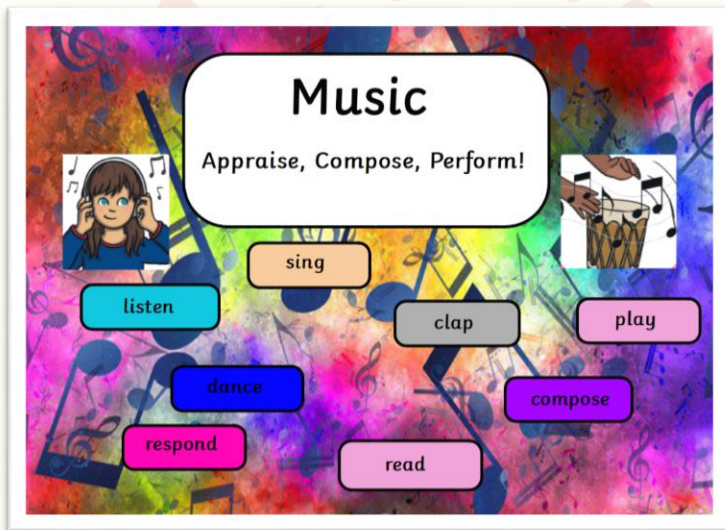 Music
Appraise, Compose, Perform!
sing
listen
clap
play
dance
compose
respond
read